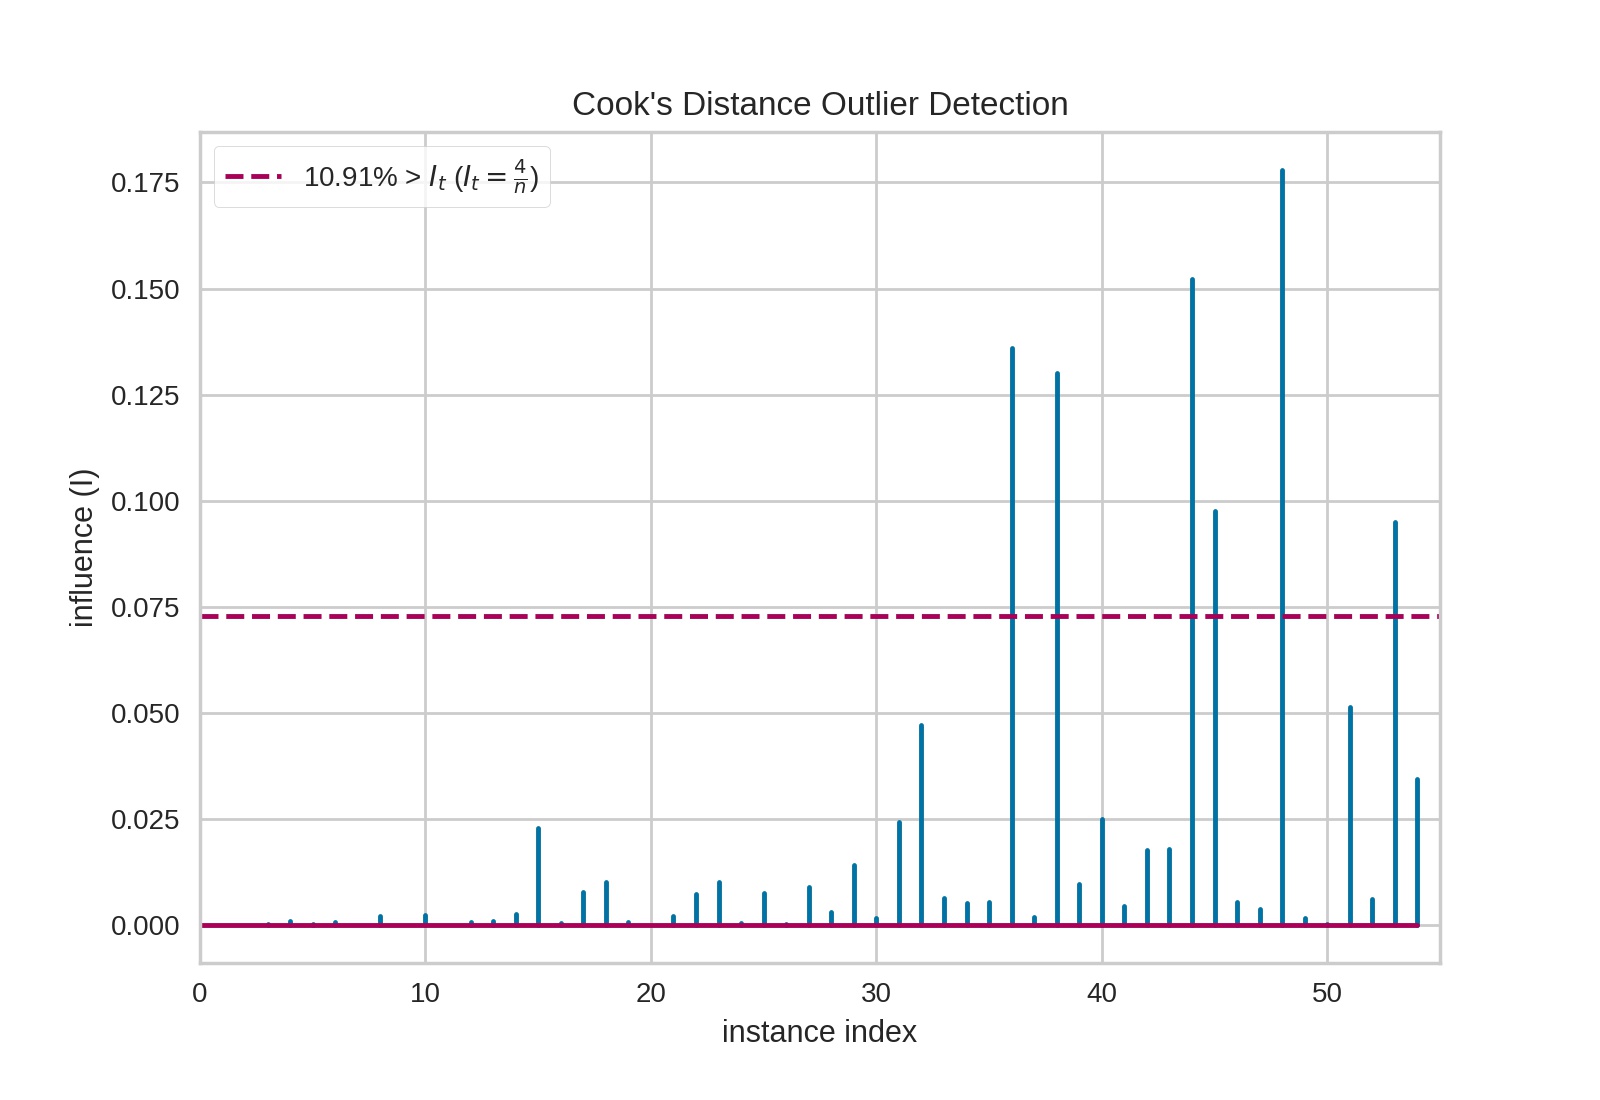 Cook's Distance Outlier Detection
10.91% > I_t (I_t = 4/n)
influence (I)
0.175
0.150
0.125
0.100
0.075
0.050
0.025
0.000
0 10 20 30 40 50
instance index